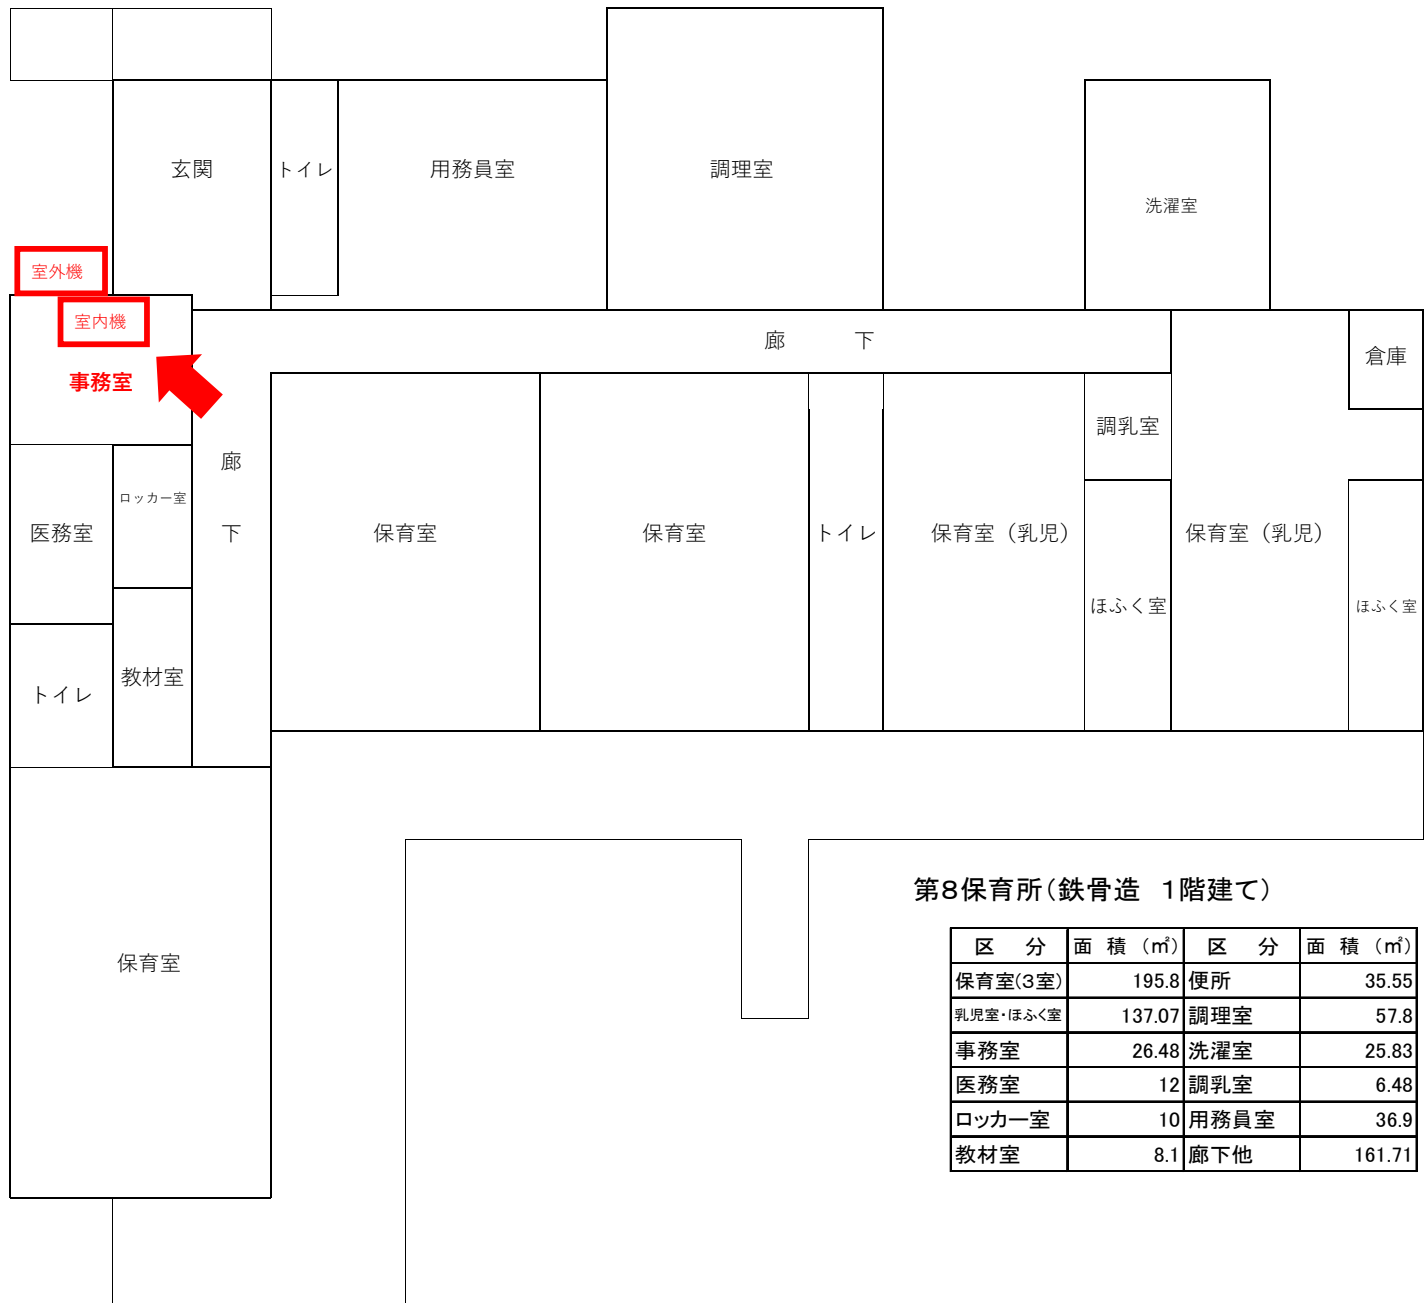 玄関
トイレ
用務員室
調理室
洗濯室
室外機
室内機
事務室
廊　下
倉庫
調乳室
廊
下
医務室
ロッカー室
保育室
保育室
トイレ
保育室（乳児）
保育室（乳児）
ほふく室
ほふく室
トイレ
教材室
保育室
第8保育所（鉄骨造　1階建て）
区　分 面 積 （㎡） 区　分 面 積 （㎡）
保育室(3室) 195.8 便所 35.55
乳児室・ほふく室 137.07 調理室 57.8
事務室 26.48 洗濯室 25.83
医務室 12 調乳室 6.48
ロッカー室 10 用務員室 36.9
教材室 8.1 廊下他 161.71